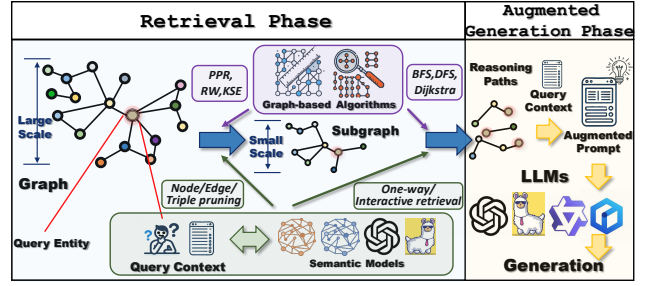 Retrieval Phase
Augmented
Generation Phase
PPR,
RW,KSE
Graph-based Algorithms
BFS,DFS,
Dijkstra
Large
Scale
Graph
Small
Scale
Subgraph
Node/Edge/
Triple pruning
One-way/
Interactive retrieval
Query Entity
Query Context
Semantic Models
Reasoning
Paths
Query
Context
Augmented
Prompt
LLMs
Generation